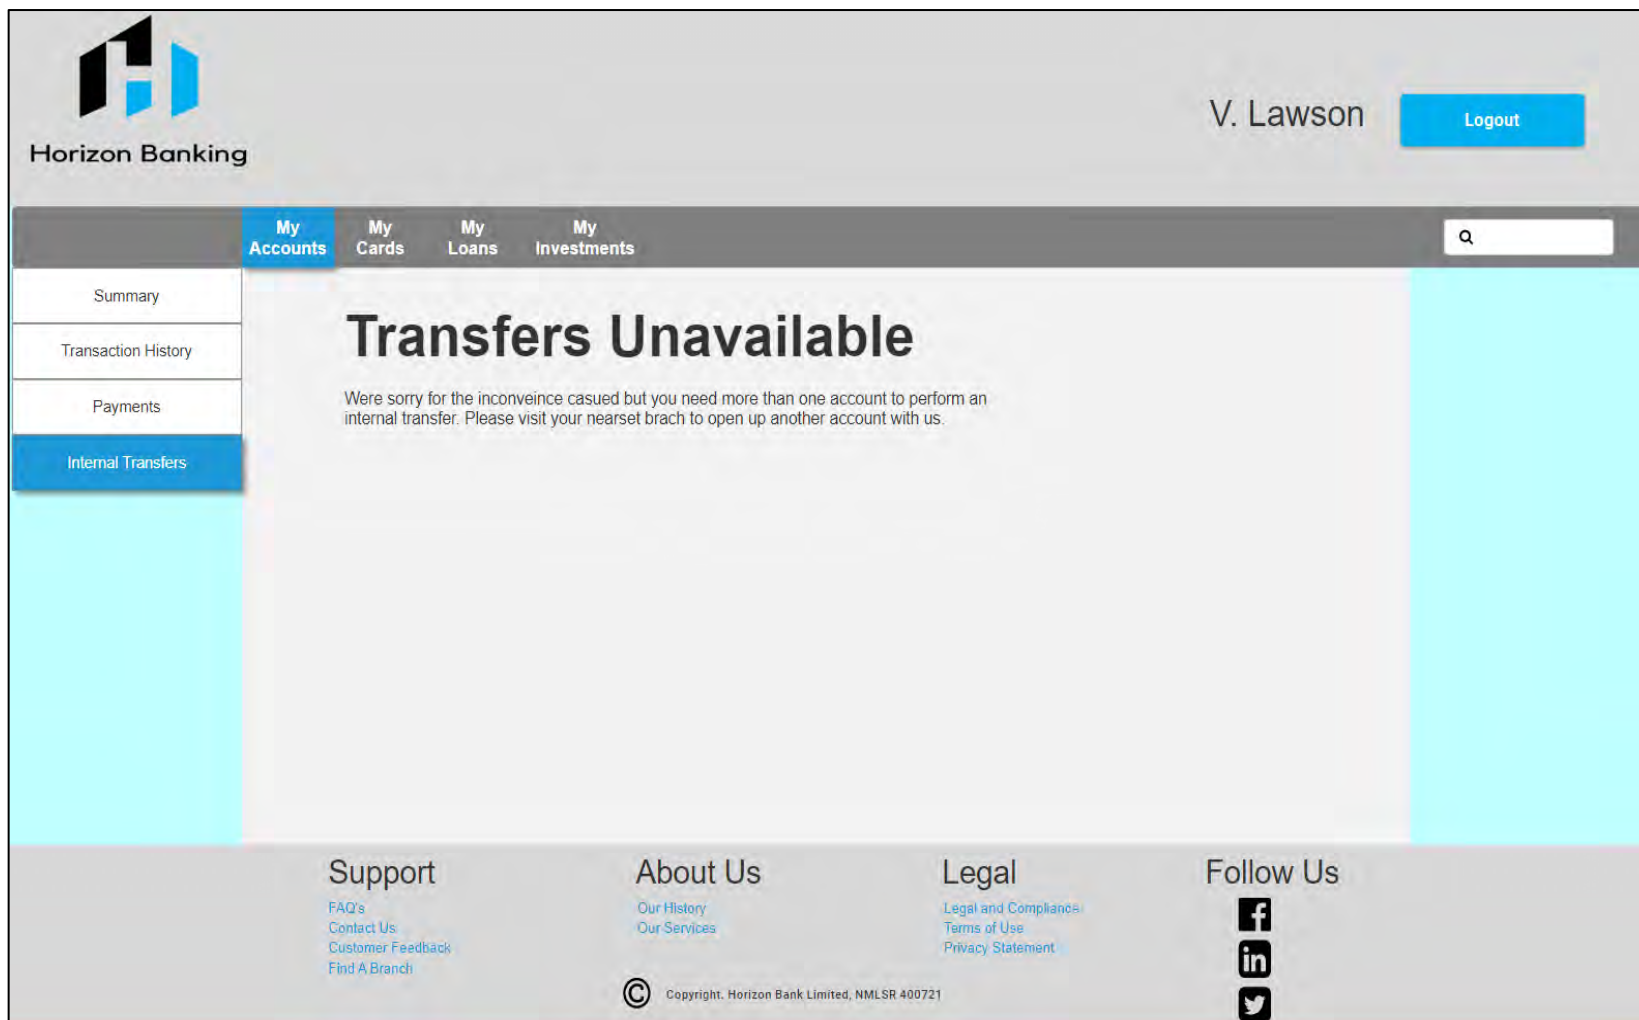 Horizon Banking
V. Lawson
Logout
My Accounts
My Cards
My Loans
My Investments
Summary
Transaction History
Payments
Internal Transfers
Transfers Unavailable
Were sorry for the inconveince casued but you need more than one account to perform an
internal transfer. Please visit your nearset brach to open up another account with us.
Support
FAQ's
Contact Us
Customer Feedback
Find A Branch
About Us
Our History
Our Services
Legal
Legal and Compliance
Terms of Use
Privacy Statement
Follow Us
© Copyright. Horizon Bank Limited, NMLSR 400721